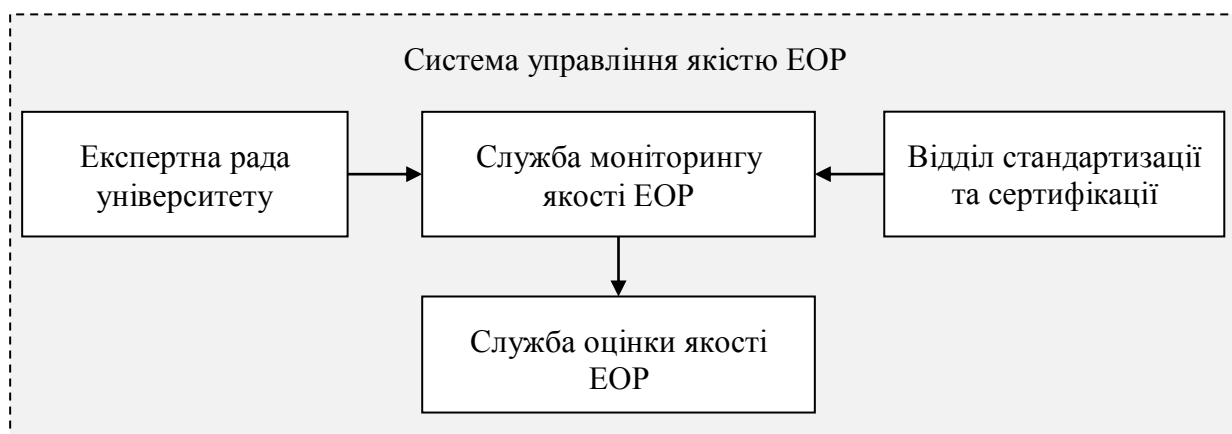 Система управління якістю ЕОР
Експертна рада
університету
Служба моніторингу
якості ЕОР
Відділ стандартизації
та сертифікації
Служба оцінки якості
ЕОР